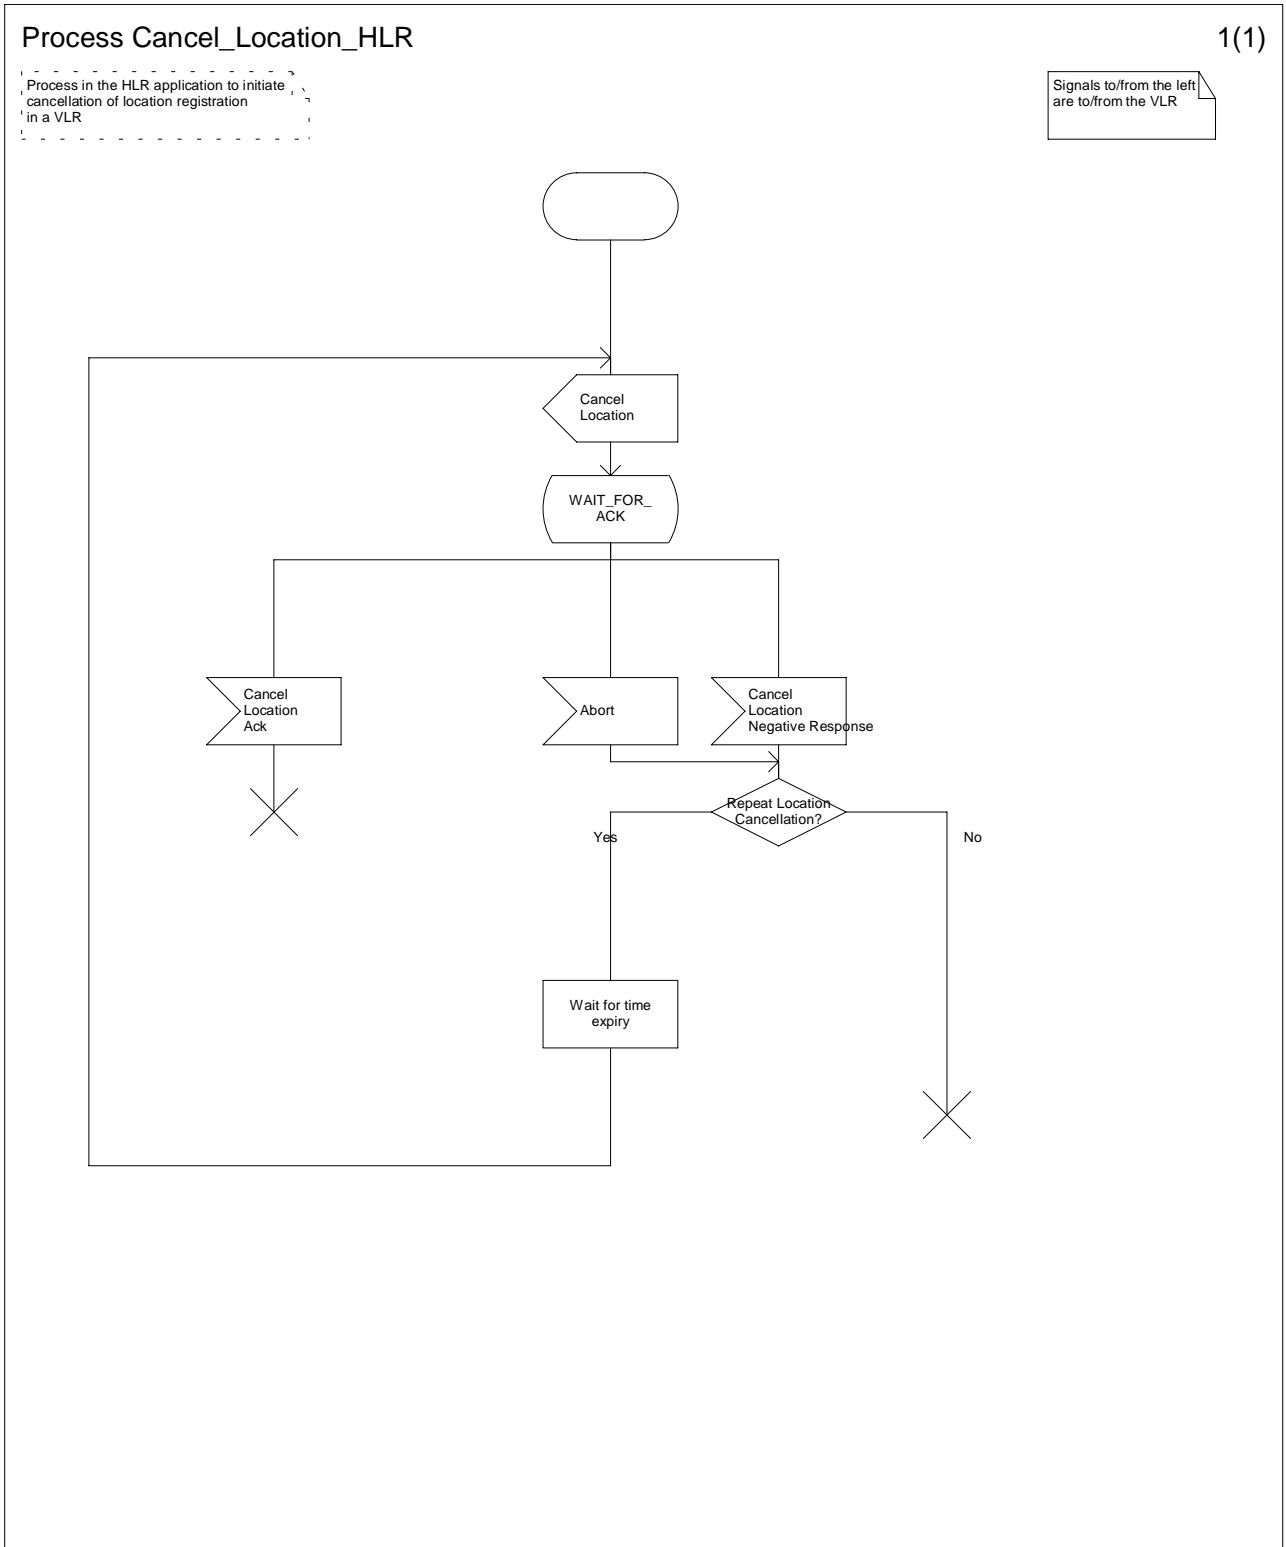 Process Cancel_Location_HLR
1(1)
Process in the HLR application to initiate
cancellation of location registration
in a VLR
Signals to/from the left
are to/from the VLR
Cancel
Location
WAIT_FOR_
ACK
Cancel
Location
Ack
Abort
Cancel
Location
Negative Response
Repeat Location
Cancellation?
Yes
No
Wait for time
expiry